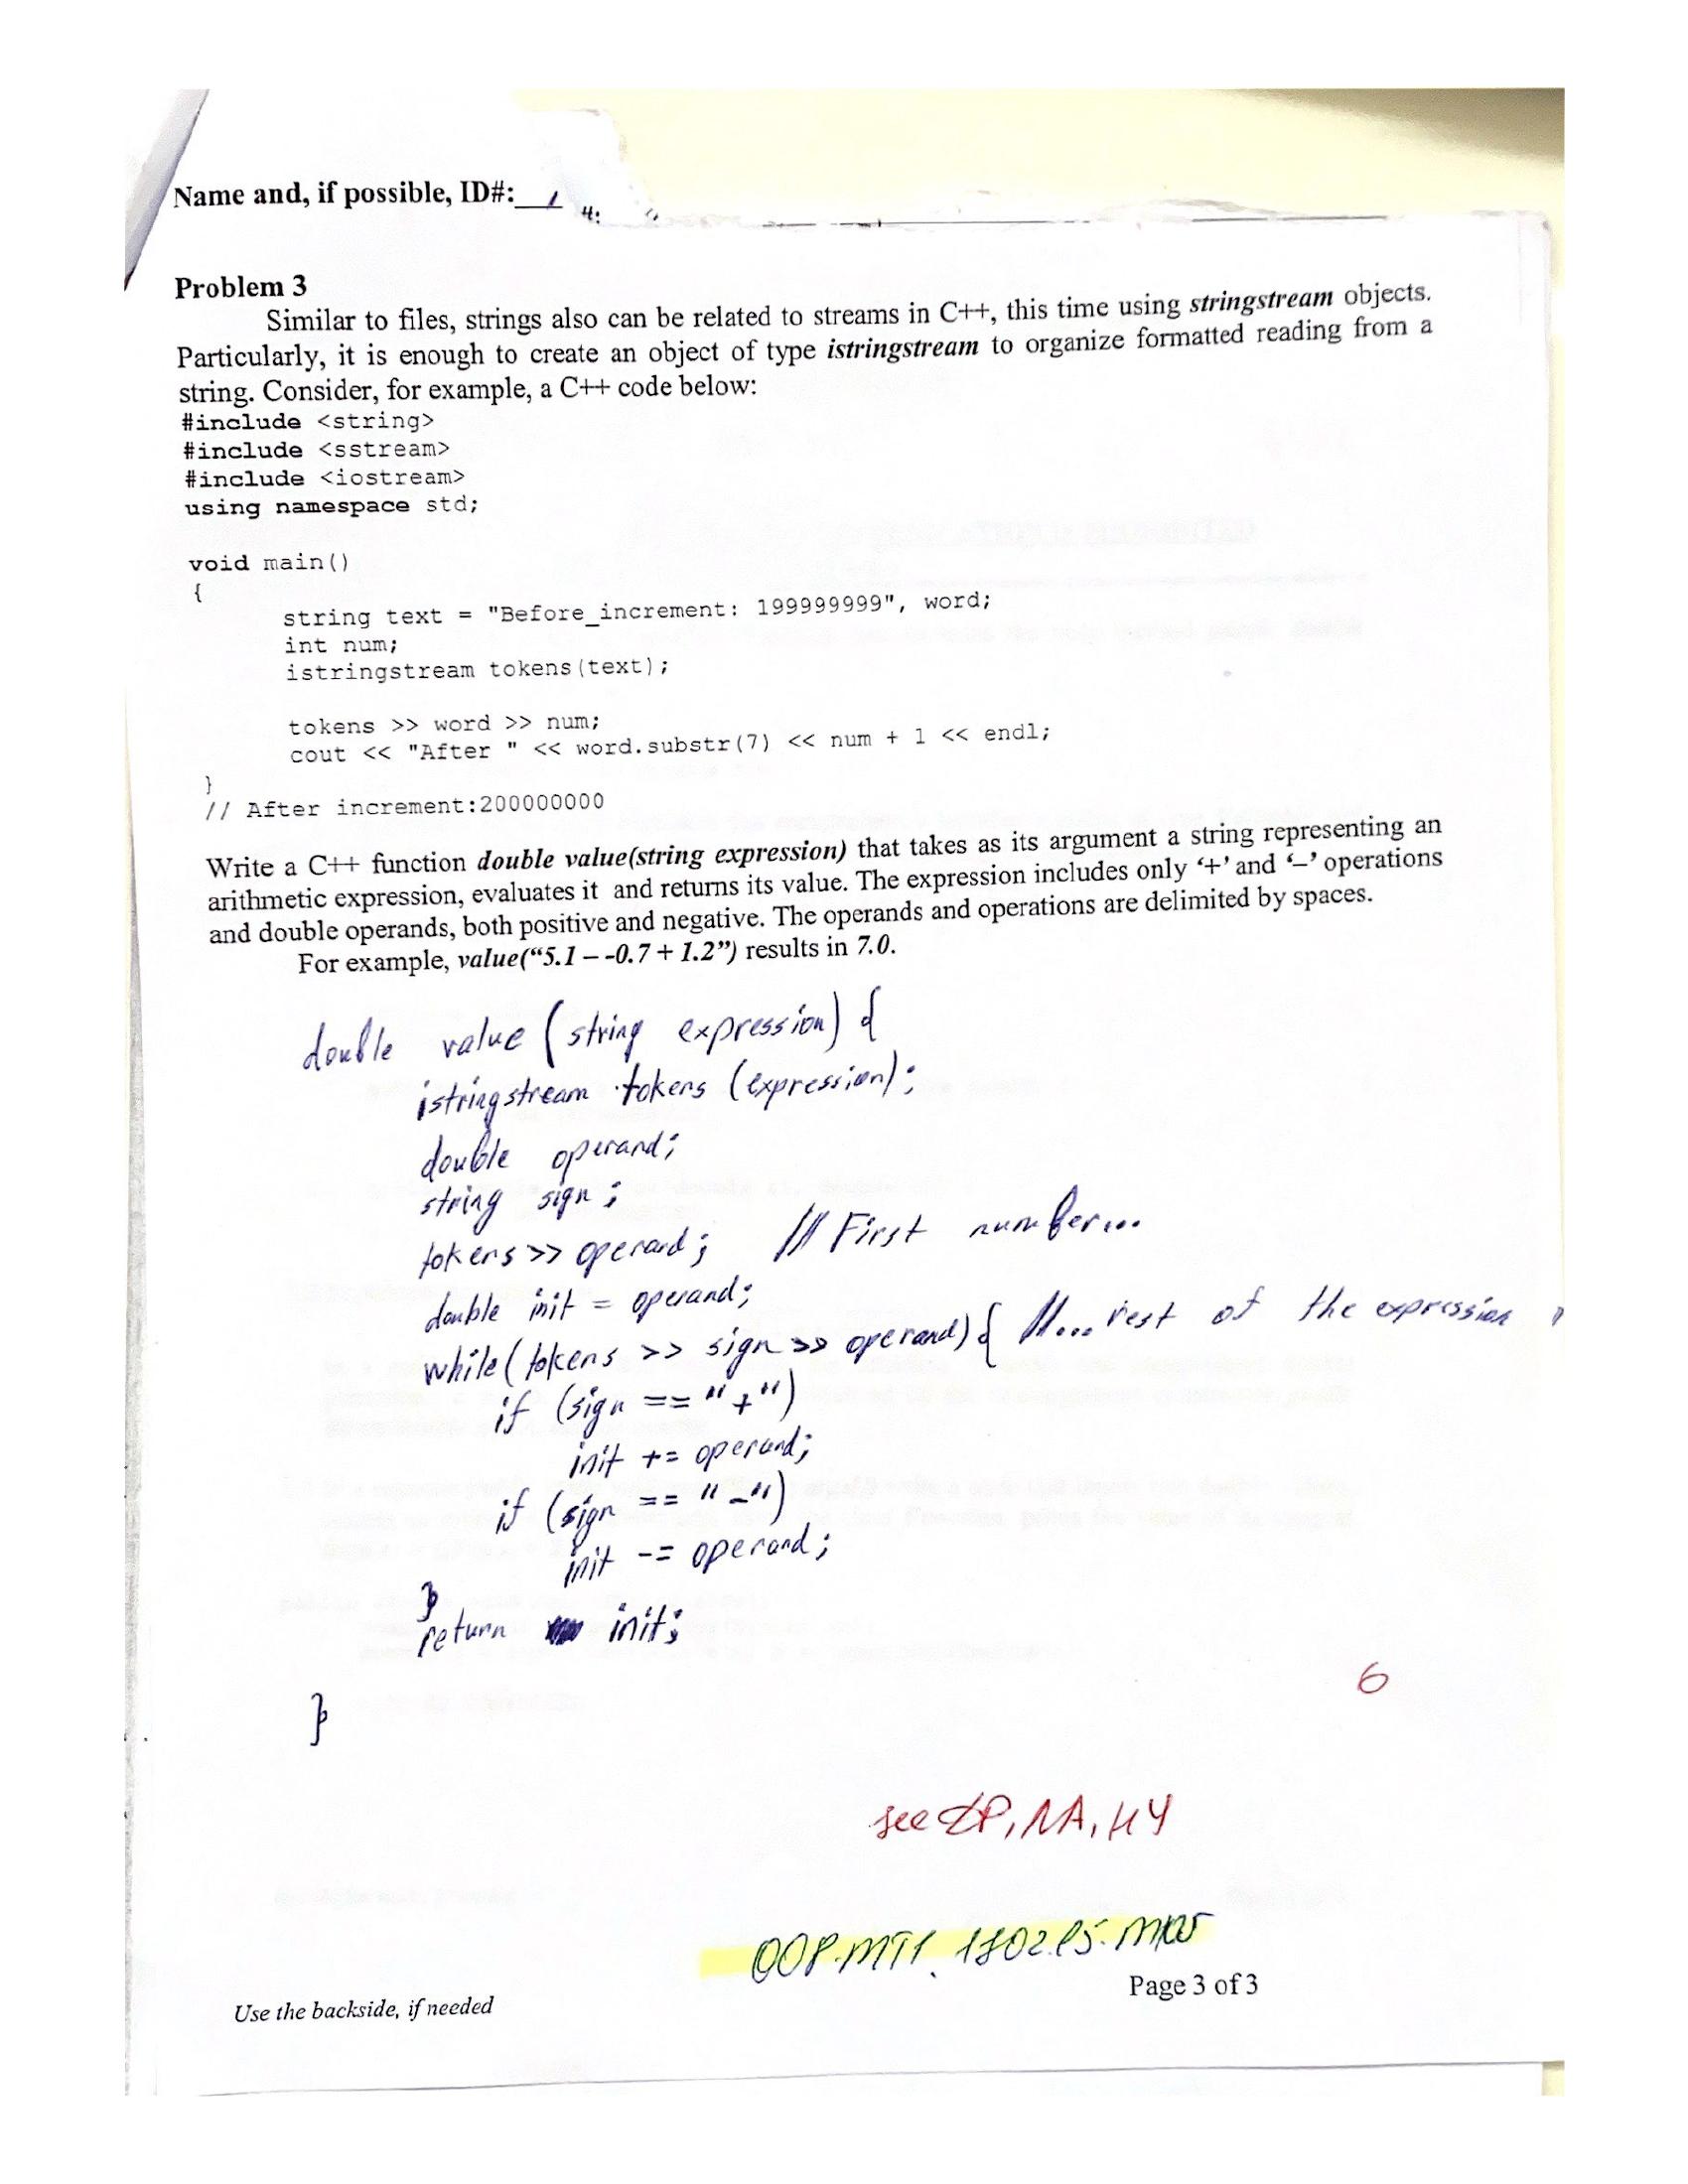 Name and, if possible, ID#:
Problem 3
Similar to files, strings also can be related to streams in C++, this time using stringstream objects.
Particularly, it is enough to create an object of type istringstream to organize formatted reading from a
string. Consider, for example, a C++ code below:
#include <string>
#include <sstream>
#include <iostream>
using namespace std;
void main()
{
string text = "Before_increment: 199999999", word;
int num;
istringstream tokens(text);
tokens >> word >> num;
cout << "After " << word.substr(7) << num + 1 << endl;
}
// After increment:200000000
Write a C++ function double value(string expression) that takes as its argument a string representing an
arithmetic expression, evaluates it and returns its value. The expression includes only ‘+’ and ‘–’ operations
and double operands, both positive and negative. The operands and operations are delimited by spaces.
For example, value(“5.1 – -0.7 + 1.2”) results in 7.0.
double value (string expression) {
istringstream tokens (expression);
double operand;
string sign;
tokens >> operand; // First number...
double init = operand;
while (tokens >> sign >> operand) { //... rest of the expression
if (sign == "+")
init += operand;
if (sign == "-")
init -= operand;
}
return init;
}
6
see
Use the backside, if needed
Page 3 of 3